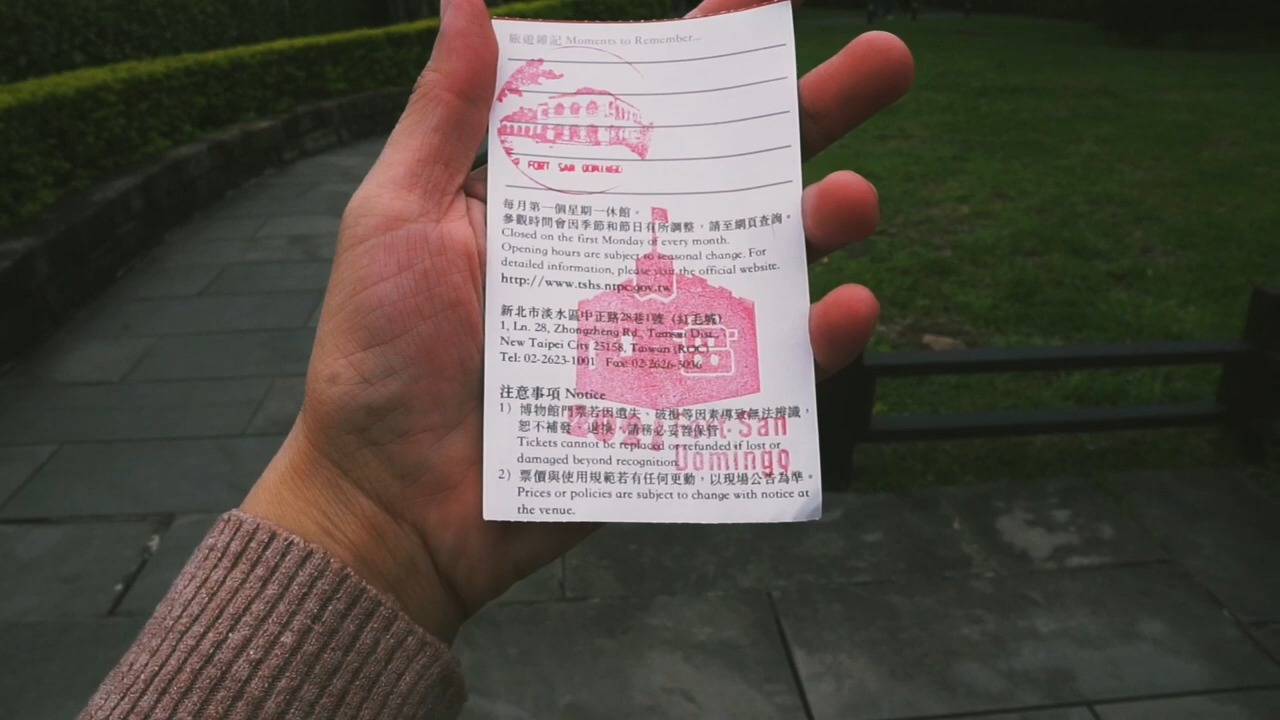 旅遊雜記 Moments to Remember...
FORT SAN DOMINGO
每月第一個星期一休館。
參觀時間會因季節和節日有所調整，請至網頁查詢。
Closed on the first Monday of every month.
Opening hours are subject to seasonal change. For
detailed information, please visit the official website.
http://www.tshs.ntpc.gov.tw
新北市淡水區中正路28巷1號（紅毛城）
1, Ln. 28, Zhongzheng Rd., Tamsui Dist.,
New Taipei City 25158, Taiwan (ROC)
Tel: 02-2623-1001 Fax: 02-2626-5036
注意事項 Notice
1）博物館門票若因遺失、破損等因素導致無法辨識，
恕不補發、退換，請務必妥善保管。
Tickets cannot be replaced or refunded if lost or
damaged beyond recognition.
San
Domingo
2）票價與使用規範若有任何更動，以現場公告為準。
Prices or policies are subject to change with notice at
the venue.